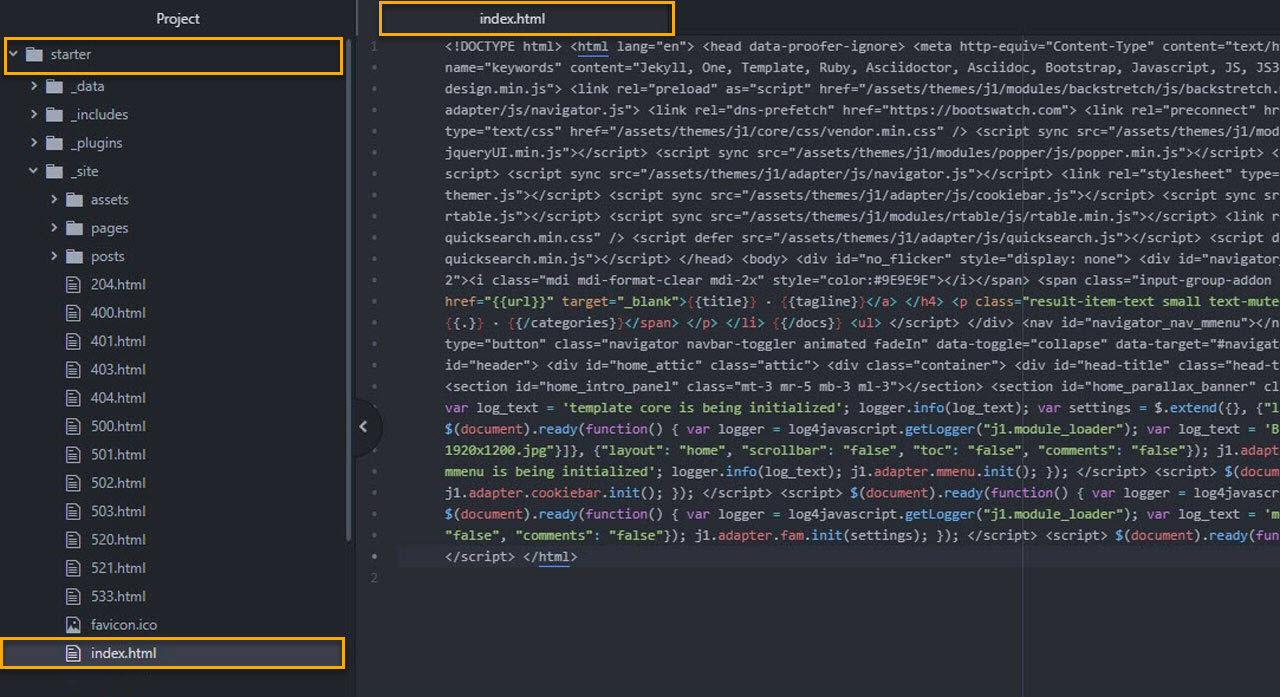 Project
starter
_data
_includes
_plugins
_site
assets
pages
posts
204.html
400.html
401.html
403.html
404.html
500.html
501.html
502.html
503.html
520.html
521.html
533.html
favicon.ico
index.html
index.html
1
<!DOCTYPE html> <html lang="en"> <head data-proofer-ignore> <meta http-equiv="Content-Type" content="text/h
name="keywords" content="Jekyll, One, Template, Ruby, Asciidoctor, Asciidoc, Bootstrap, Javascript, JS, JS3
design.min.js"> <link rel="preload" as="script" href="/assets/themes/j1/modules/backstretch/js/backstretch.
adapter/js/navigator.js"> <link rel="dns-prefetch" href="https://bootswatch.com"> <link rel="preconnect" hr
type="text/css" href="/assets/themes/j1/core/css/vendor.min.css" /> <script sync src="/assets/themes/j1/mod
jqueryUI.min.js"></script> <script sync src="/assets/themes/j1/modules/popper/js/popper.min.js"></script> <
script> <script sync src="/assets/themes/j1/adapter/js/navigator.js"></script> <link rel="stylesheet" type=
themer.js"></script> <script sync src="/assets/themes/j1/adapter/js/cookiebar.js"></script> <script sync sr
rtable.js"></script> <script sync src="/assets/themes/j1/modules/rtable/js/rtable.min.js"></script> <link r
quicksearch.min.css" /> <script defer src="/assets/themes/j1/adapter/js/quicksearch.js"></script> <script d
quicksearch.min.js"></script> </head> <body> <div id="no_flicker" style="display: none"> <div id="navigator
2"><i class="mdi mdi-format-clear mdi-2x" style="color:#9E9E9E"></i></span> <span class="input-group-addon
href="{{url}}" target="_blank">{{title}} · {{tagline}}</a> </h4> <p class="result-item-text small text-mute
{{.}} · {{/categories}}</span> </p> </li> {{/docs}} <ul> </script> </div> <nav id="navigator_nav_mmenu"></n
type="button" class="navigator navbar-toggler animated fadeIn" data-toggle="collapse" data-target="#navigat
id="header"> <div id="home_attic" class="attic"> <div class="container"> <div id="head-title" class="head-t
<section id="home_intro_panel" class="mt-3 mr-5 mb-3 ml-3"></section> <section id="home_parallax_banner" cl
var log_text = 'template core is being initialized'; logger.info(log_text); var settings = $.extend({}, {"l
$(document).ready(function() { var logger = log4javascript.getLogger("j1.module_loader"); var log_text = 'B
1920x1200.jpg"}]}, {"layout": "home", "scrollbar": "false", "toc": "false", "comments": "false"}); j1.adapt
mmenu is being initialized'; logger.info(log_text); j1.adapter.mmenu.init(); }); </script> <script> $(docum
j1.adapter.cookiebar.init(); }); </script> <script> $(document).ready(function() { var logger = log4javascr
$(document).ready(function() { var logger = log4javascript.getLogger("j1.module_loader"); var log_text = 'm
"false", "comments": "false"}); j1.adapter.fam.init(settings); }); </script> <script> $(document).ready(fun
</script> </html>
2